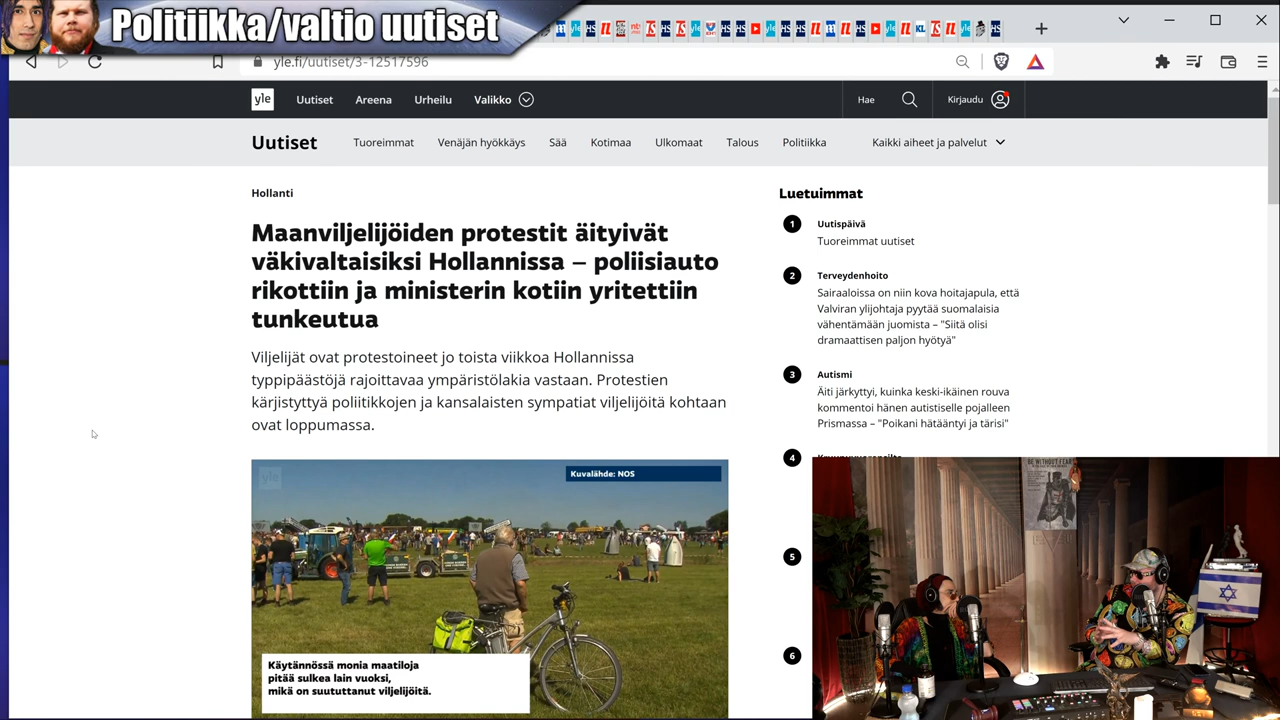 Politiikka/valtio uutiset
yle.fi/uutiset/3-12517596
yle
Uutiset
Areena
Urheilu
Valikko
Hae
Kirjaudu
Uutiset
Tuoreimmat
Venäjän hyökkäys
Sää
Kotimaa
Ulkomaat
Talous
Politiikka
Kaikki aiheet ja palvelut
Hollanti
Maanviljelijöiden protestit äityivät
väkivaltaisiksi Hollannissa – poliisiauto
rikottiin ja ministerin kotiin yritettiin
tunkeutua
Viljelijät ovat protestoineet jo toista viikkoa Hollannissa
typpipäästöjä rajoittavaa ympäristölakia vastaan. Protestien
kärjistyttyä poliitikkojen ja kansalaisten sympatiat viljelijöitä kohtaan
ovat loppumassa.
yle
Kuvalähde: NOS
Käytännössä monia maatiloja
pitää sulkea lain vuoksi,
mikä on suututtanut viljelijöitä.
Luetuimmat
1
Uutispäivä
Tuoreimmat uutiset
2
Terveydenhoito
Sairaaloissa on niin kova hoitajapula, että
Valviran ylijohtaja pyytää suomalaisia
vähentämään juomista – "Siitä olisi
dramaattisen paljon hyötyä"
3
Autismi
Äiti järkyttyi, kuinka keski-ikäinen rouva
kommentoi hänen autistiselle pojalleen
Prismassa – "Poikani hätääntyi ja tärisi"
4
5
6
BE WITHOUT FEAR